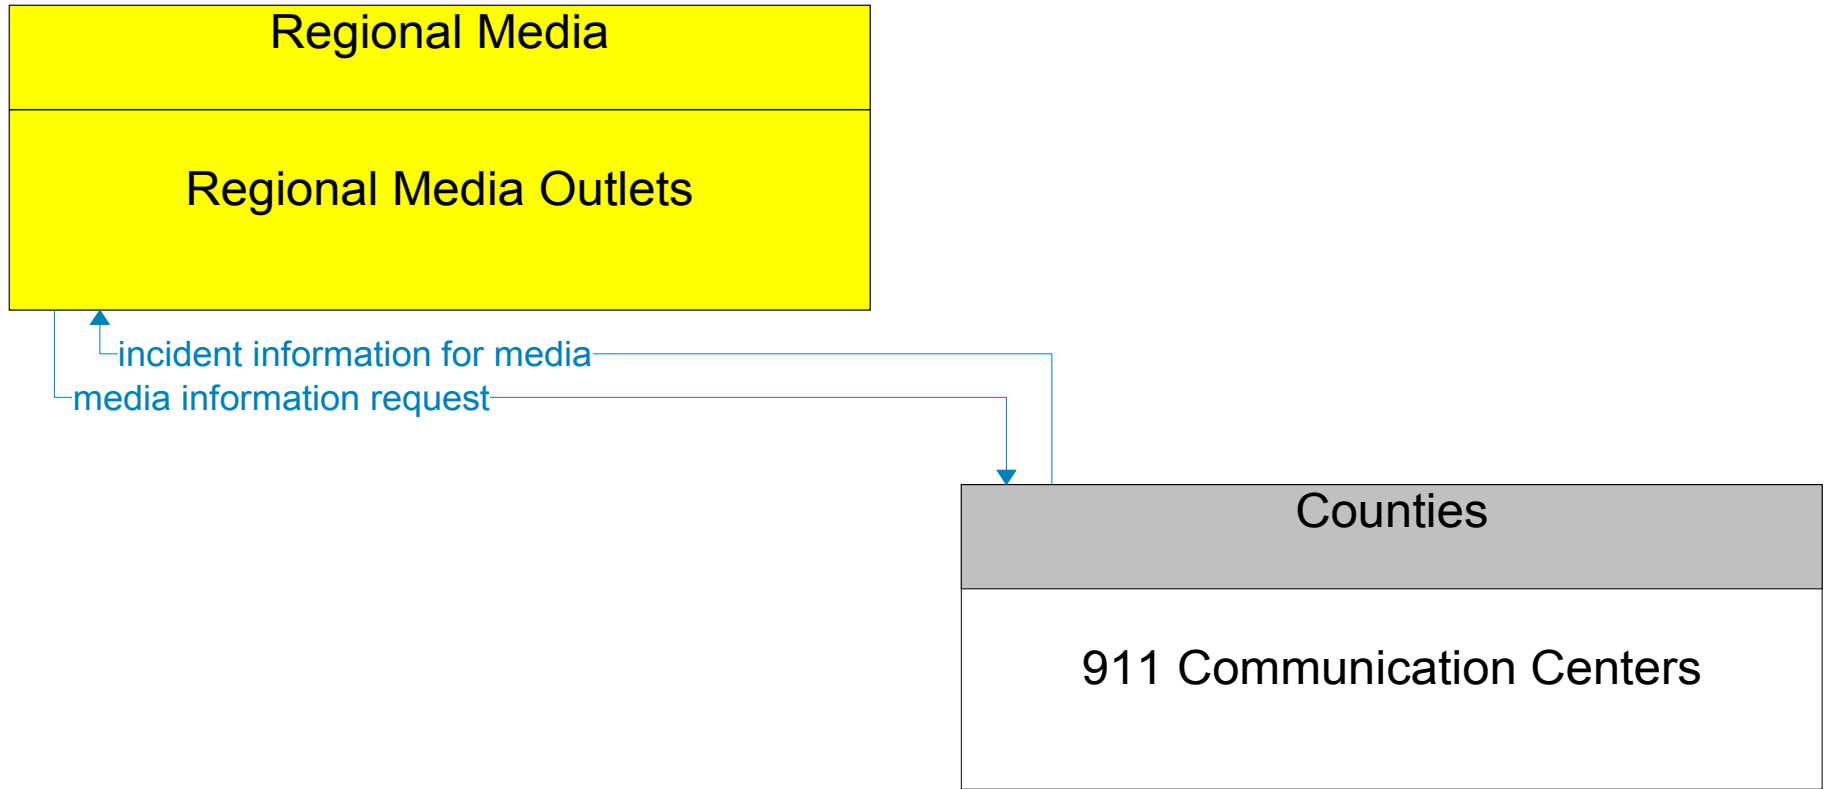 Regional Media
Regional Media Outlets
incident information for media
media information request
Counties
911 Communication Centers